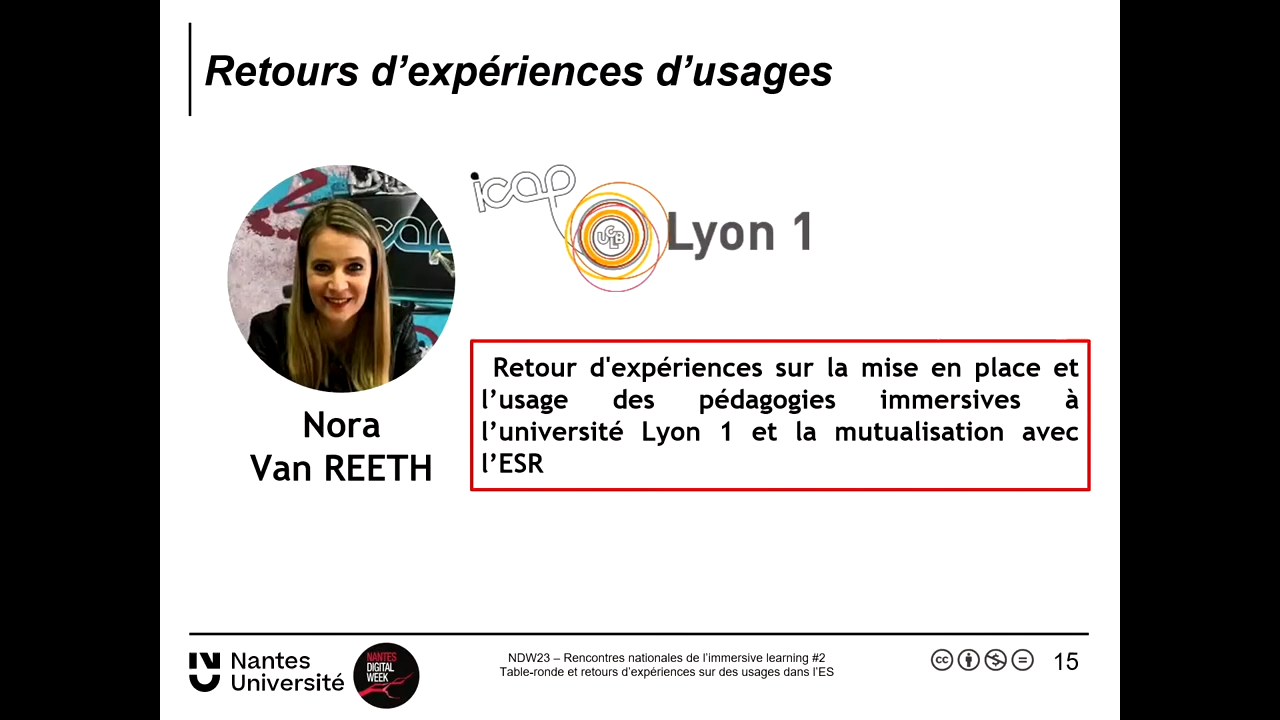 Retours d’expériences d’usages
icap
UCBL
Lyon 1
Nora
Van REETH
Retour d'expériences sur la mise en place et
l’usage des pédagogies immersives à
l’université Lyon 1 et la mutualisation avec
l’ESR
Nantes
Université
NANTES
DIGITAL
WEEK
NDW23 – Rencontres nationales de l’immersive learning #2
Table-ronde et retours d’expériences sur des usages dans l’ES
cc
15